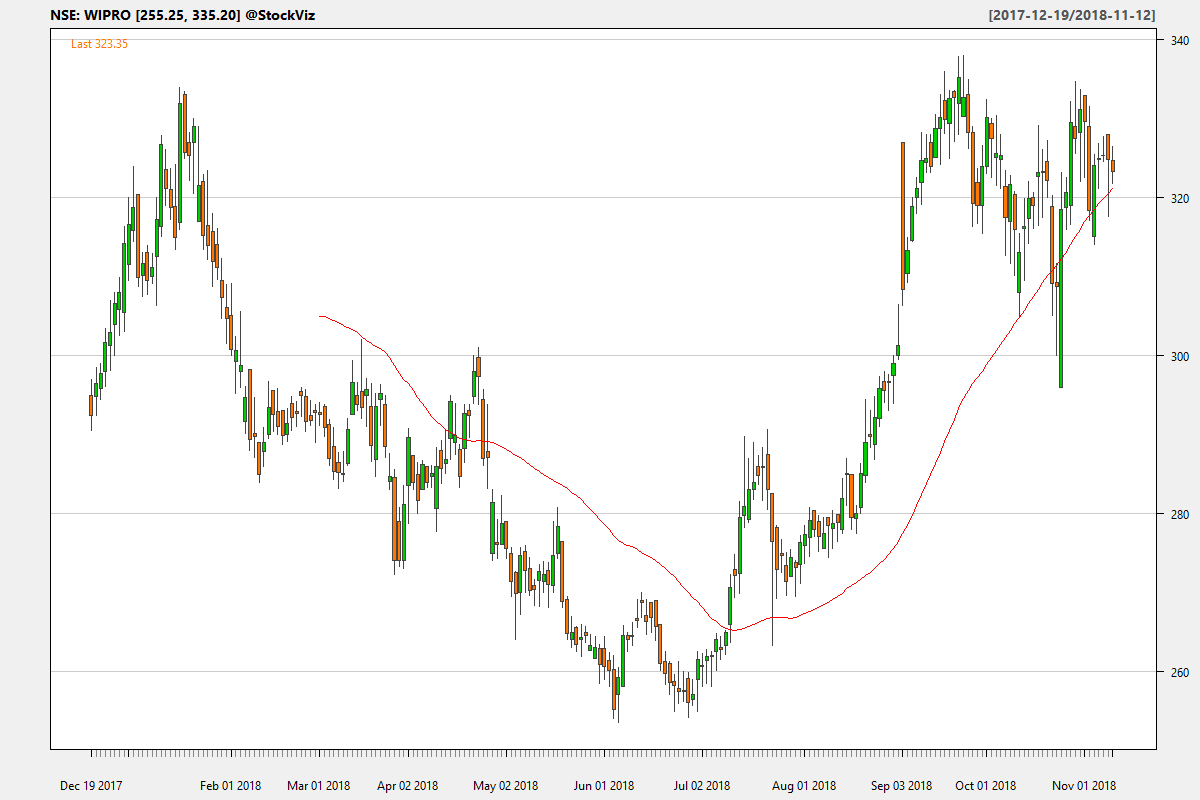 NSE: WIPRO [255.25, 335.20] @StockViz
[2017-12-19/2018-11-12]
Last 323.35
340
320
300
280
260
Dec 19 2017 Feb 01 2018 Mar 01 2018 Apr 02 2018 May 02 2018 Jun 01 2018 Jul 02 2018 Aug 01 2018 Sep 03 2018 Oct 01 2018 Nov 01 2018